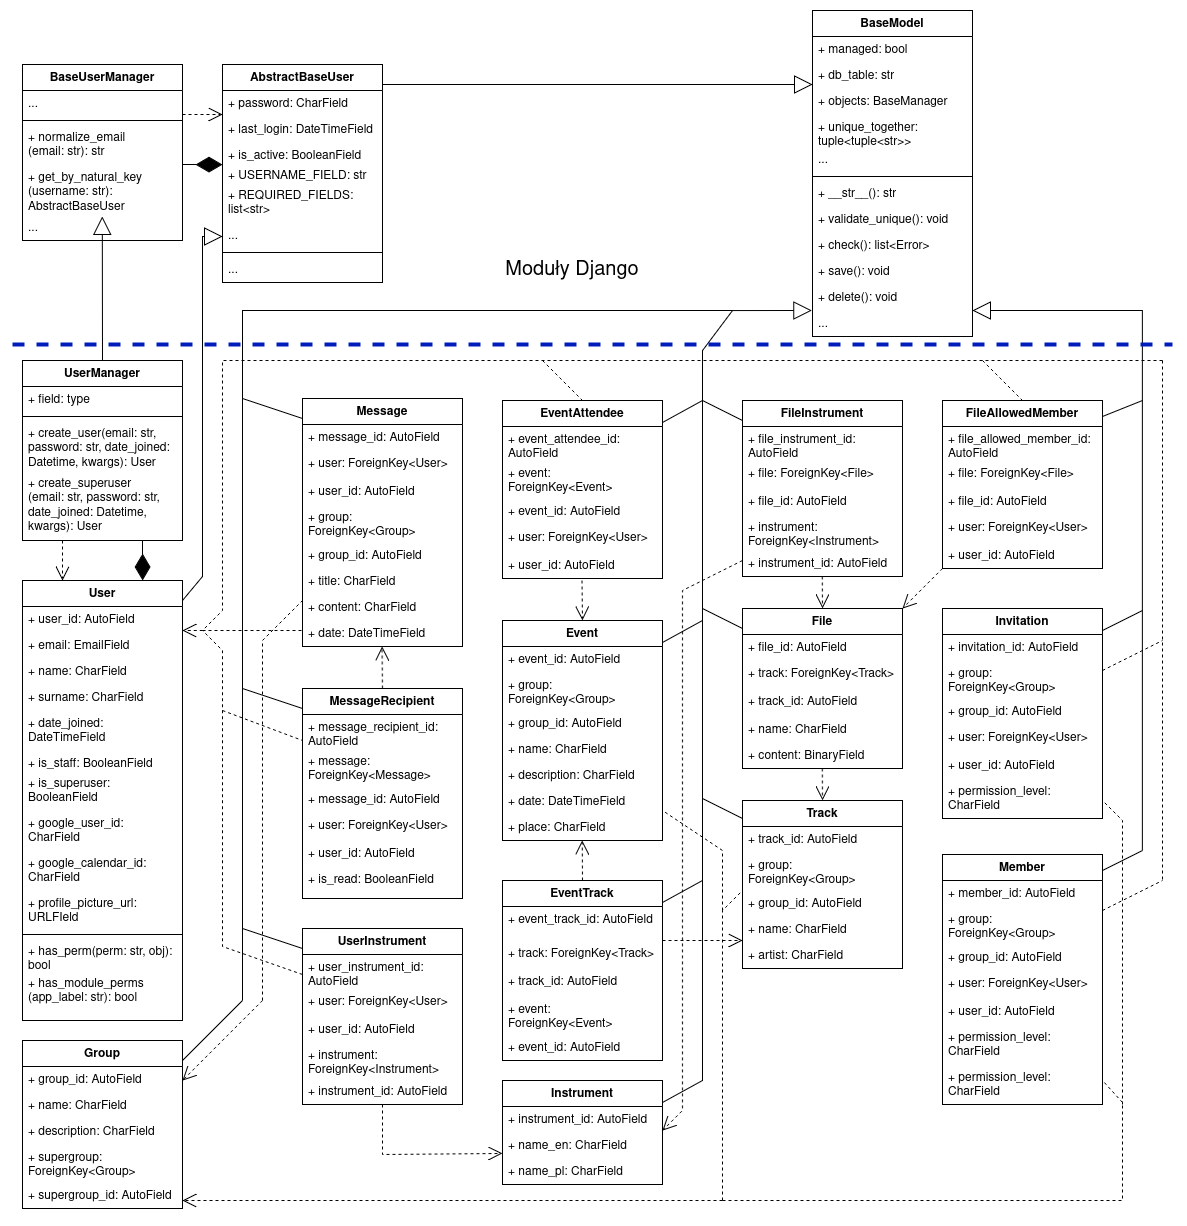 BaseUserManager
...
+ normalize_email
(email: str): str
+ get_by_natural_key
(username: str):
AbstractBaseUser
...
AbstractBaseUser
+ password: CharField
+ last_login: DateTimeField
+ is_active: BooleanField
+ USERNAME_FIELD: str
+ REQUIRED_FIELDS:
list<str>
...
...
BaseModel
+ managed: bool
+ db_table: str
+ objects: BaseManager
+ unique_together:
tuple<tuple<str>>
...
+ __str__(): str
+ validate_unique(): void
+ check(): list<Error>
+ save(): void
+ delete(): void
...
Moduły Django
UserManager
+ field: type
+ create_user(email: str,
password: str, date_joined:
Datetime, kwargs): User
+ create_superuser
(email: str, password: str,
date_joined: Datetime,
kwargs): User
User
+ user_id: AutoField
+ email: EmailField
+ name: CharField
+ surname: CharField
+ date_joined:
DateTimeField
+ is_staff: BooleanField
+ is_superuser:
BooleanField
+ google_user_id:
CharField
+ google_calendar_id:
CharField
+ profile_picture_url:
URLFIeld
+ has_perm(perm: str, obj):
bool
+ has_module_perms
(app_label: str): bool
Group
+ group_id: AutoField
+ name: CharField
+ description: CharField
+ supergroup:
ForeignKey<Group>
+ supergroup_id: AutoField
Message
+ message_id: AutoField
+ user: ForeignKey<User>
+ user_id: AutoField
+ group:
ForeignKey<Group>
+ group_id: AutoField
+ title: CharField
+ content: CharField
+ date: DateTimeField
MessageRecipient
+ message_recipient_id:
AutoField
+ message:
ForeignKey<Message>
+ message_id: AutoField
+ user: ForeignKey<User>
+ user_id: AutoField
+ is_read: BooleanField
UserInstrument
+ user_instrument_id:
AutoField
+ user: ForeignKey<User>
+ user_id: AutoField
+ instrument:
ForeignKey<Instrument>
+ instrument_id: AutoField
EventAttendee
+ event_attendee_id:
AutoField
+ event:
ForeignKey<Event>
+ event_id: AutoField
+ user: ForeignKey<User>
+ user_id: AutoField
Event
+ event_id: AutoField
+ group:
ForeignKey<Group>
+ group_id: AutoField
+ name: CharField
+ description: CharField
+ date: DateTimeField
+ place: CharField
EventTrack
+ event_track_id: AutoField
+ track: ForeignKey<Track>
+ track_id: AutoField
+ event:
ForeignKey<Event>
+ event_id: AutoField
Instrument
+ instrument_id: AutoField
+ name_en: CharField
+ name_pl: CharField
FileInstrument
+ file_instrument_id:
AutoField
+ file: ForeignKey<File>
+ file_id: AutoField
+ instrument:
ForeignKey<Instrument>
+ instrument_id: AutoField
File
+ file_id: AutoField
+ track: ForeignKey<Track>
+ track_id: AutoField
+ name: CharField
+ content: BinaryField
Track
+ track_id: AutoField
+ group:
ForeignKey<Group>
+ group_id: AutoField
+ name: CharField
+ artist: CharField
FileAllowedMember
+ file_allowed_member_id:
AutoField
+ file: ForeignKey<File>
+ file_id: AutoField
+ user: ForeignKey<User>
+ user_id: AutoField
Invitation
+ invitation_id: AutoField
+ group:
ForeignKey<Group>
+ group_id: AutoField
+ user: ForeignKey<User>
+ user_id: AutoField
+ permission_level:
CharField
Member
+ member_id: AutoField
+ group:
ForeignKey<Group>
+ group_id: AutoField
+ user: ForeignKey<User>
+ user_id: AutoField
+ permission_level:
CharField
+ permission_level:
CharField